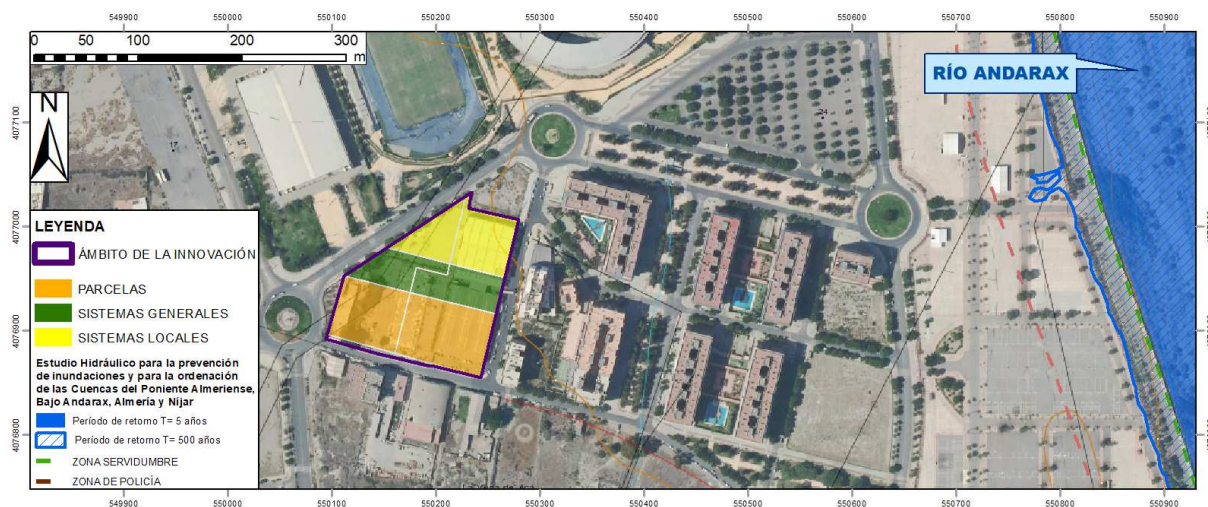 549900 550000 550100 550200 550300 550400 550500 550600 550700 550800 550900
0 50 100 200 300
m
RÍO ANDARAX
N
4077100
4077000
4076900
4076800
4077000
LEYENDA
ÁMBITO DE LA INNOVACIÓN
PARCELAS
SISTEMAS GENERALES
SISTEMAS LOCALES
Estudio Hidráulico para la prevención
de inundaciones y para la ordenación
de las Cuencas del Poniente Almeriense,
Bajo Andarax, Almería y Níjar
Período de retorno T= 5 años
Período de retorno T= 500 años
ZONA SERVIDUMBRE
ZONA DE POLICÍA
549900 550000 550100 550200 550300 550400 550500 550600 550700 550800 550900